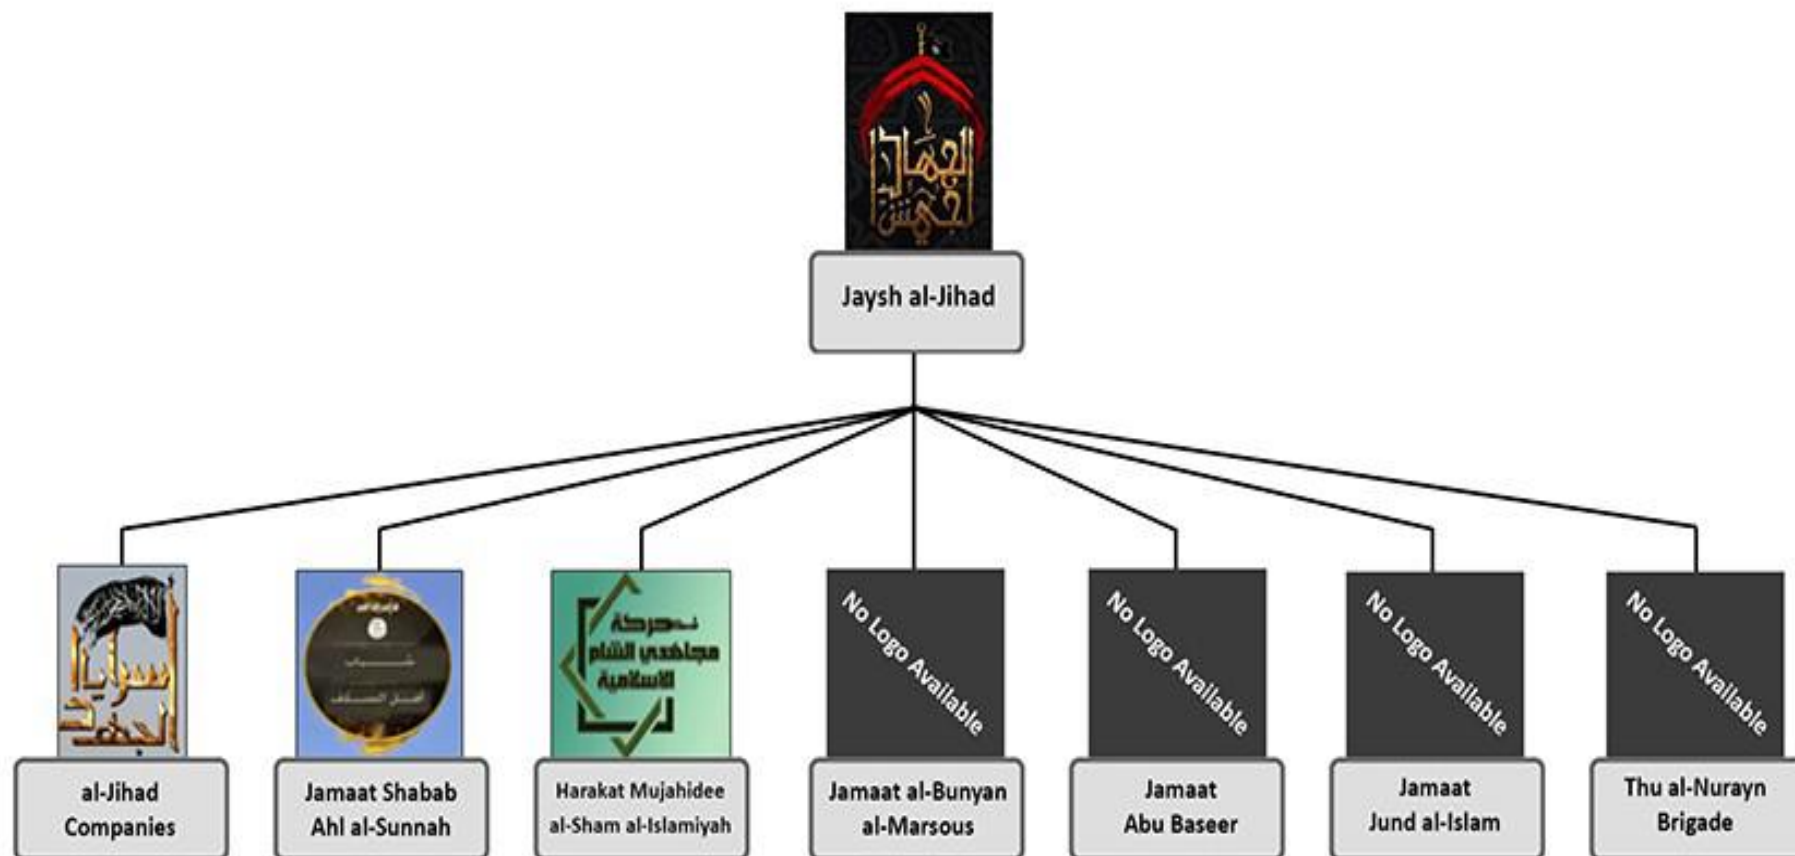 الجهاد
جيش
Jaysh al-Jihad
سرايا
الجهاد
شباب
حركة
مجاهدي الشام
الاسلامية
No Logo Available
No Logo Available
No Logo Available
No Logo Available
al-Jihad
Companies
Jamaat Shabab
Ahl al-Sunnah
Harakat Mujahidee
al-Sham al-Islamiyah
Jamaat al-Bunyan
al-Marsous
Jamaat
Abu Baseer
Jamaat
Jund al-Islam
Thu al-Nurayn
Brigade